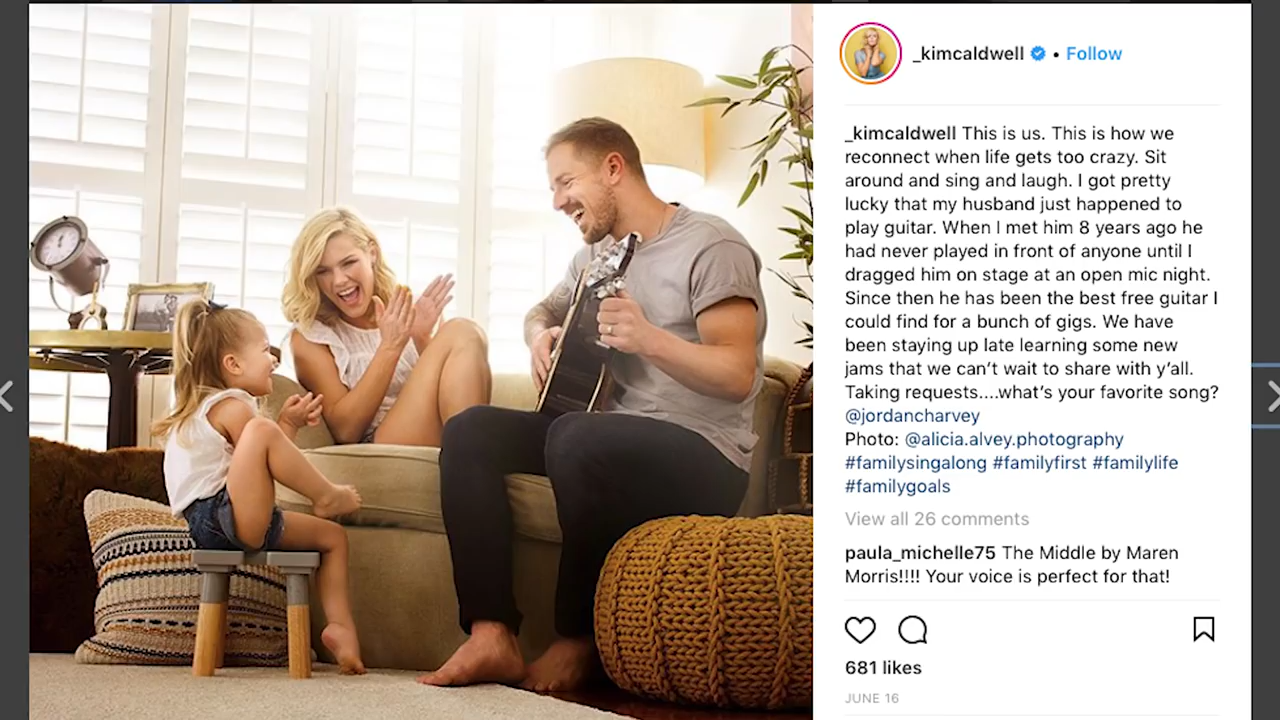 _kimcaldwell • Follow
_kimcaldwell This is us. This is how we
reconnect when life gets too crazy. Sit
around and sing and laugh. I got pretty
lucky that my husband just happened to
play guitar. When I met him 8 years ago he
had never played in front of anyone until I
dragged him on stage at an open mic night.
Since then he has been the best free guitar I
could find for a bunch of gigs. We have
been staying up late learning some new
jams that we can’t wait to share with y’all.
Taking requests....what’s your favorite song?
@jordancharvey
Photo: @alicia.alvey.photography
#familysingalong #familyfirst #familylife
#familygoals
View all 26 comments
paula_michelle75 The Middle by Maren
Morris!!!! Your voice is perfect for that!
681 likes
JUNE 16